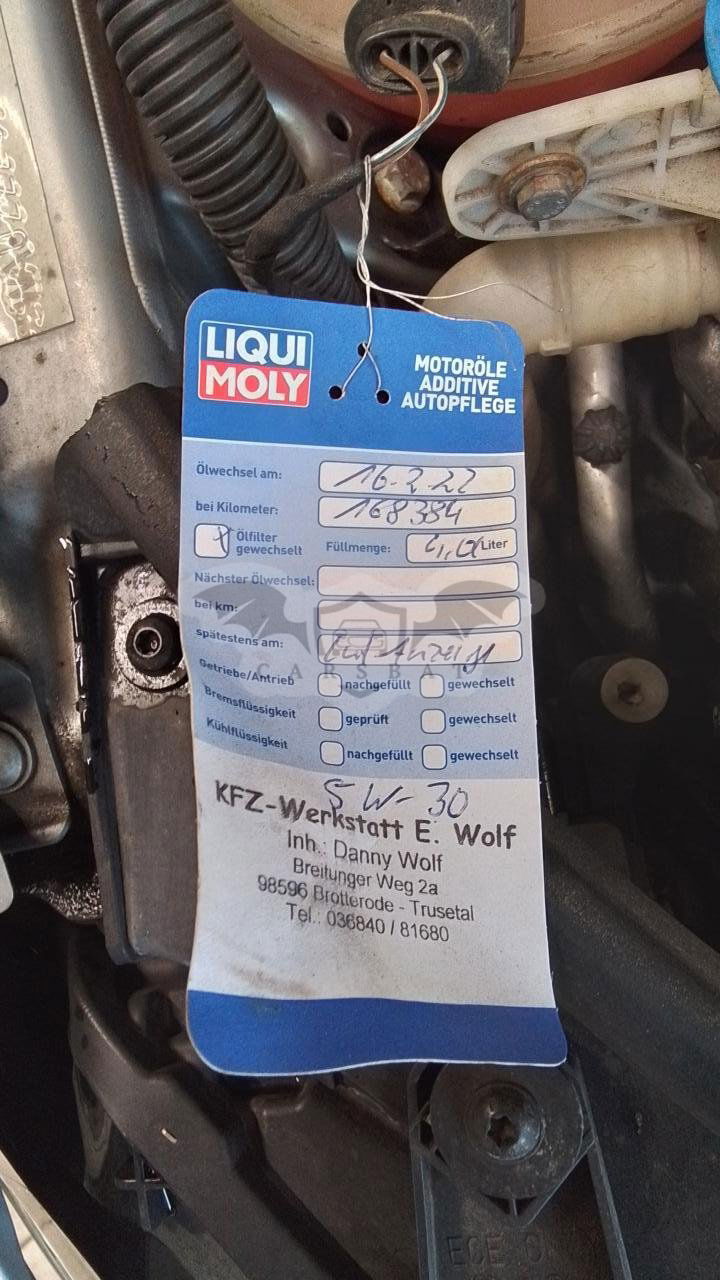 LIQUI
MOLY
MOTORÖLE
ADDITIVE
AUTOPFLEGE
Ölwechsel am: 16.2.22
bei Kilometer: 168384
x Ölfilter gewechselt Füllmenge: Liter
Nächster Ölwechsel:
bei km:
spätestens am: Anzeige
CARSBAT
Getriebe/Antrieb nachgefüllt gewechselt
Bremsflüssigkeit geprüft gewechselt
Kühlflüssigkeit nachgefüllt gewechselt
5W-30
KFZ-Werkstatt E. Wolf
Inh.: Danny Wolf
Breitunger Weg 2a
98596 Brotterode - Trusetal
Tel.: 036840 / 81680